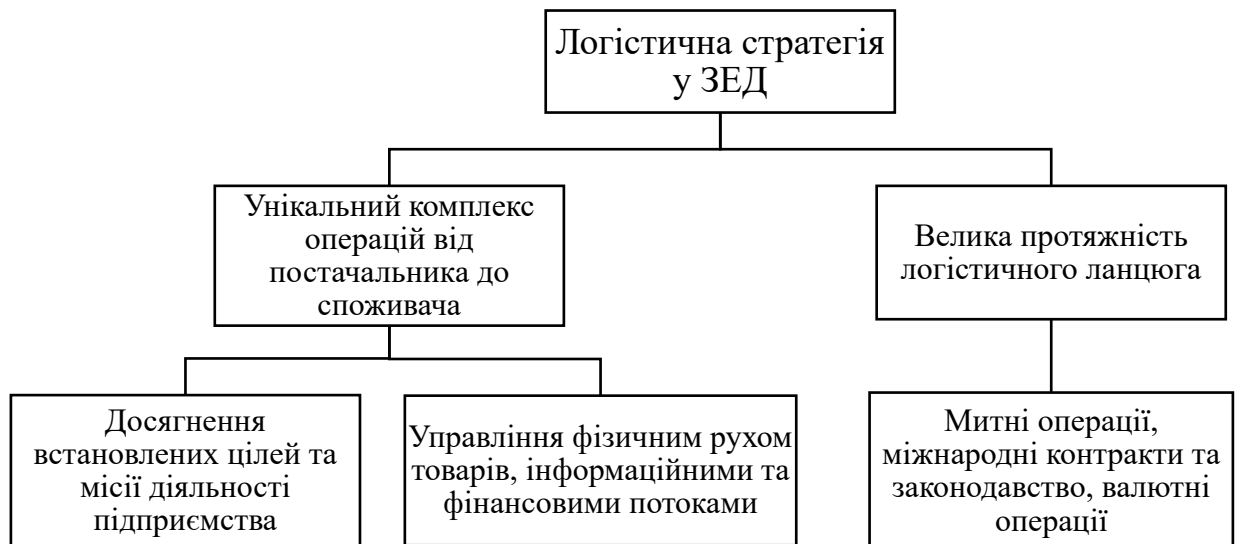 Логістична стратегія
у ЗЕД
Унікальний комплекс
операцій від
постачальника до
споживача
Велика протяжність
логістичного ланцюга
Досягнення
встановлених цілей та
місії діяльності
підприємства
Управління фізичним рухом
товарів, інформаційними та
фінансовими потоками
Митні операції,
міжнародні контракти та
законодавство, валютні
операції